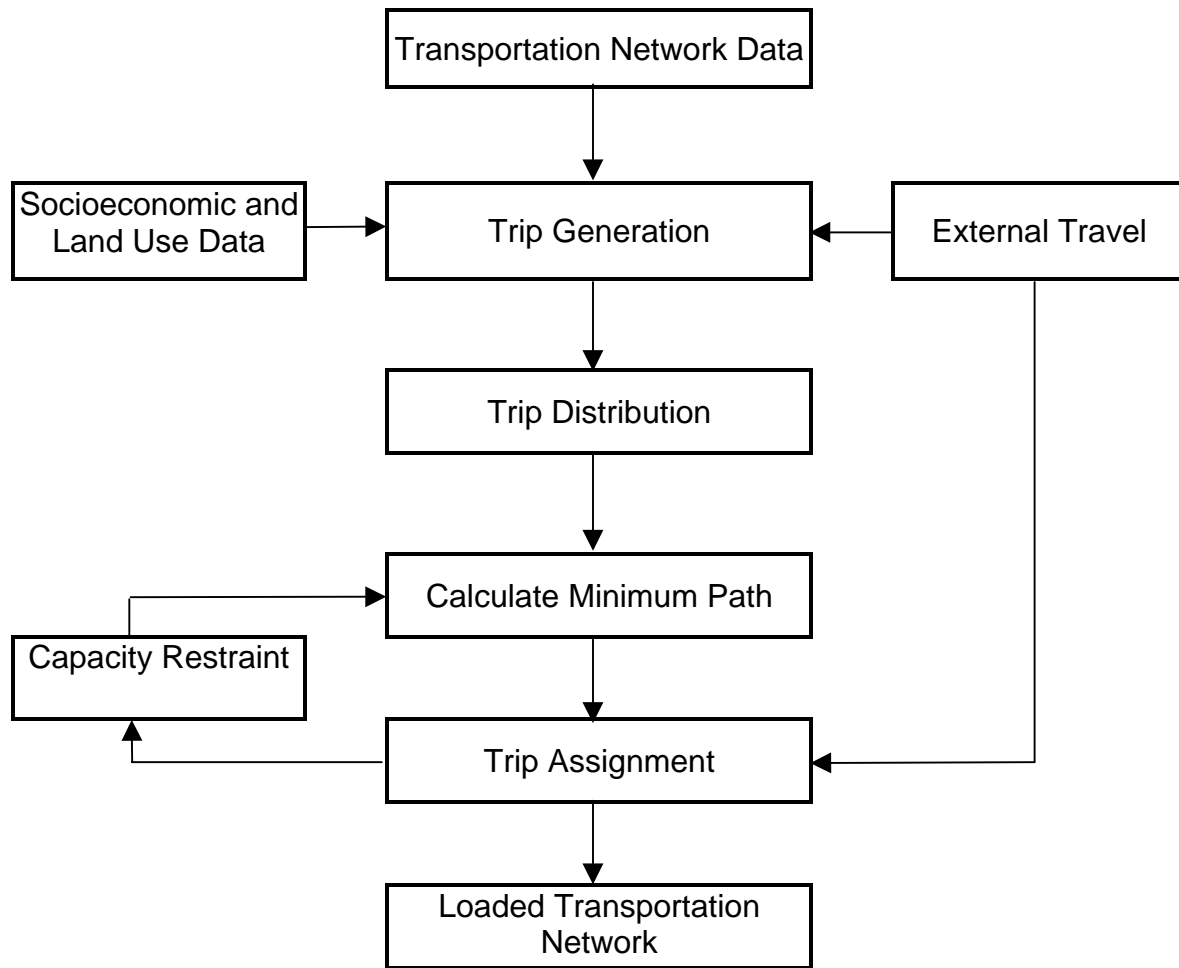 Transportation Network Data
Socioeconomic and
Land Use Data
Trip Generation
External Travel
Trip Distribution
Calculate Minimum Path
Capacity Restraint
Trip Assignment
Loaded Transportation
Network